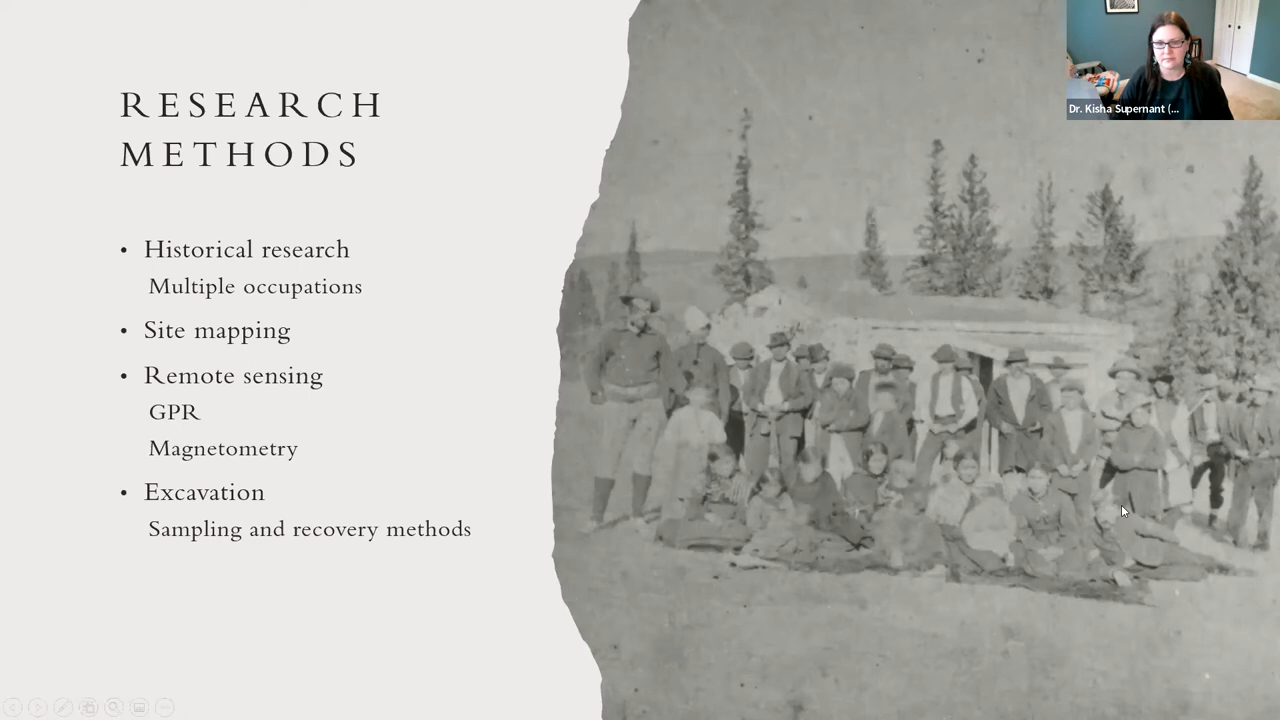 RESEARCH
METHODS
• Historical research
Multiple occupations
• Site mapping
• Remote sensing
GPR
Magnetometry
• Excavation
Sampling and recovery methods
Dr. Kisha Supernant (...